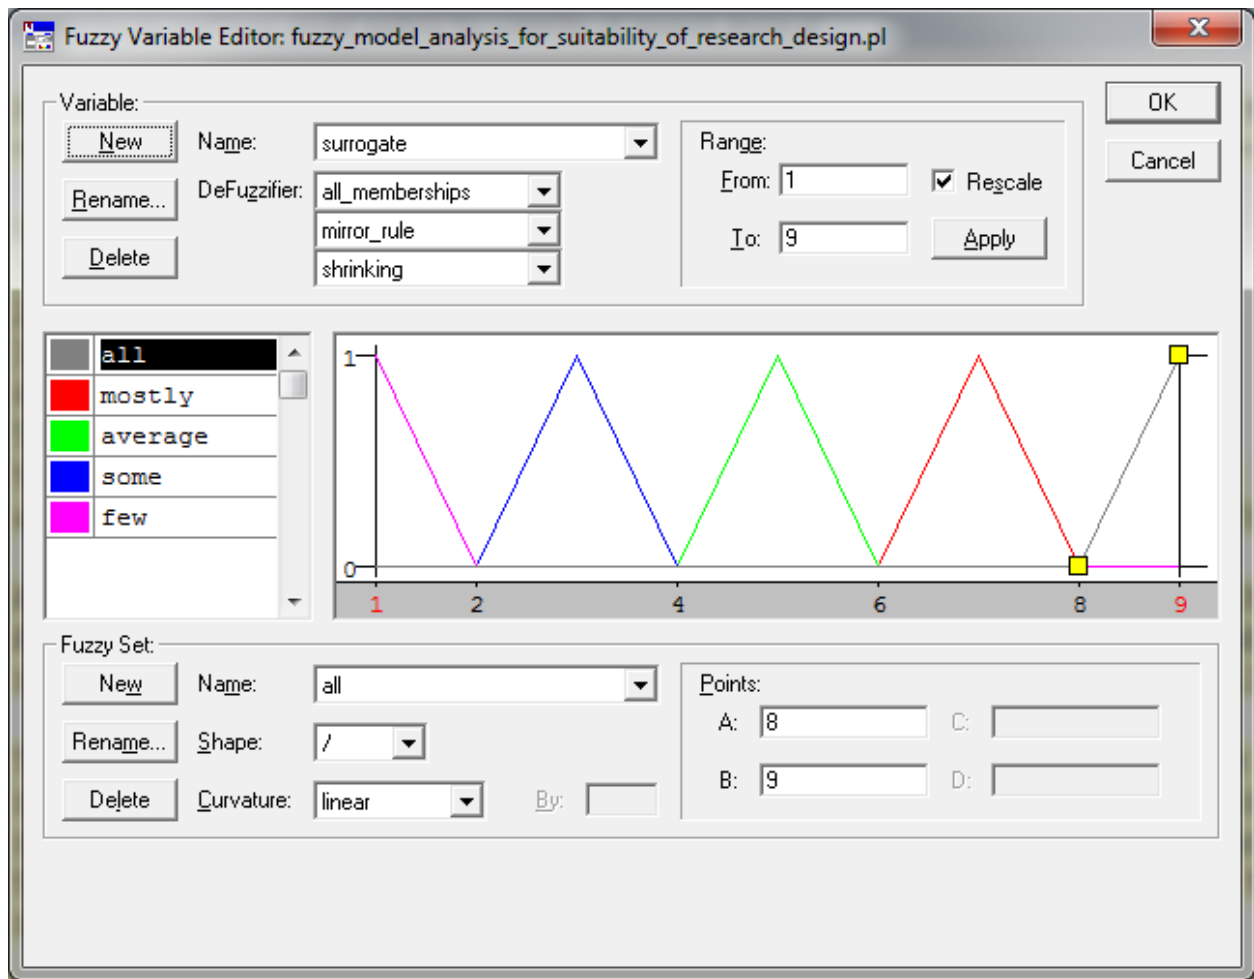 Fuzzy Variable Editor: fuzzy_model_analysis_for_suitability_of_research_design.pl
X
Variable:
New
Name:
surrogate
Range:
From:
1
Rescale
OK
Cancel
Rename...
DeFuzzifier:
all_memberships
mirror_rule
shrinking
To:
9
Apply
Delete
all
mostly
average
some
few
1
0
1 2 4 6 8 9
Fuzzy Set:
New
Name:
all
Points:
A:
8
C:
Rename...
Shape:
/
B:
9
D:
Delete
Curvature:
linear
By: